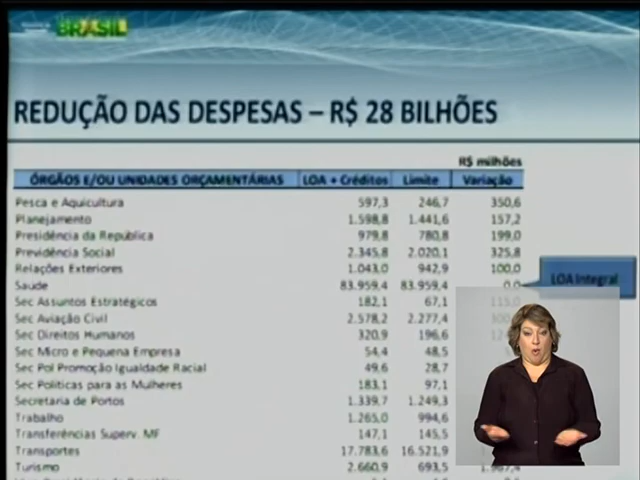 BRASIL
REDUÇÃO DAS DESPESAS – R$ 28 BILHÕES
R$ milhões
ÓRGÃOS E/OU UNIDADES ORÇAMENTÁRIAS LOA + Créditos Limite Variação
Pesca e Aquicultura 597,3 246,7 350,6
Planejamento 1.598,8 1.441,6 157,2
Presidência da República 979,8 780,8 199,0
Previdência Social 2.345,8 2.020,1 325,8
Relações Exteriores 1.043,0 942,9 100,0
Saúde 83.959,4 83.959,4 0,0 LOA Integral
Sec Assuntos Estratégicos 182,1 67,1
Sec Aviação Civil 2.578,2 2.277,4
Sec Direitos Humanos 320,9 196,6
Sec Micro e Pequena Empresa 54,4 48,5
Sec Pol Promoção Igualdade Racial 49,6 28,7
Sec Políticas para as Mulheres 183,1 97,1
Secretaria de Portos 1.339,7 1.249,3
Trabalho 1.265,0 994,6
Transferências Superv. MF 147,1 145,5
Transportes 17.783,6 16.521,9
Turismo 2.660,9 693,5 1.967,4